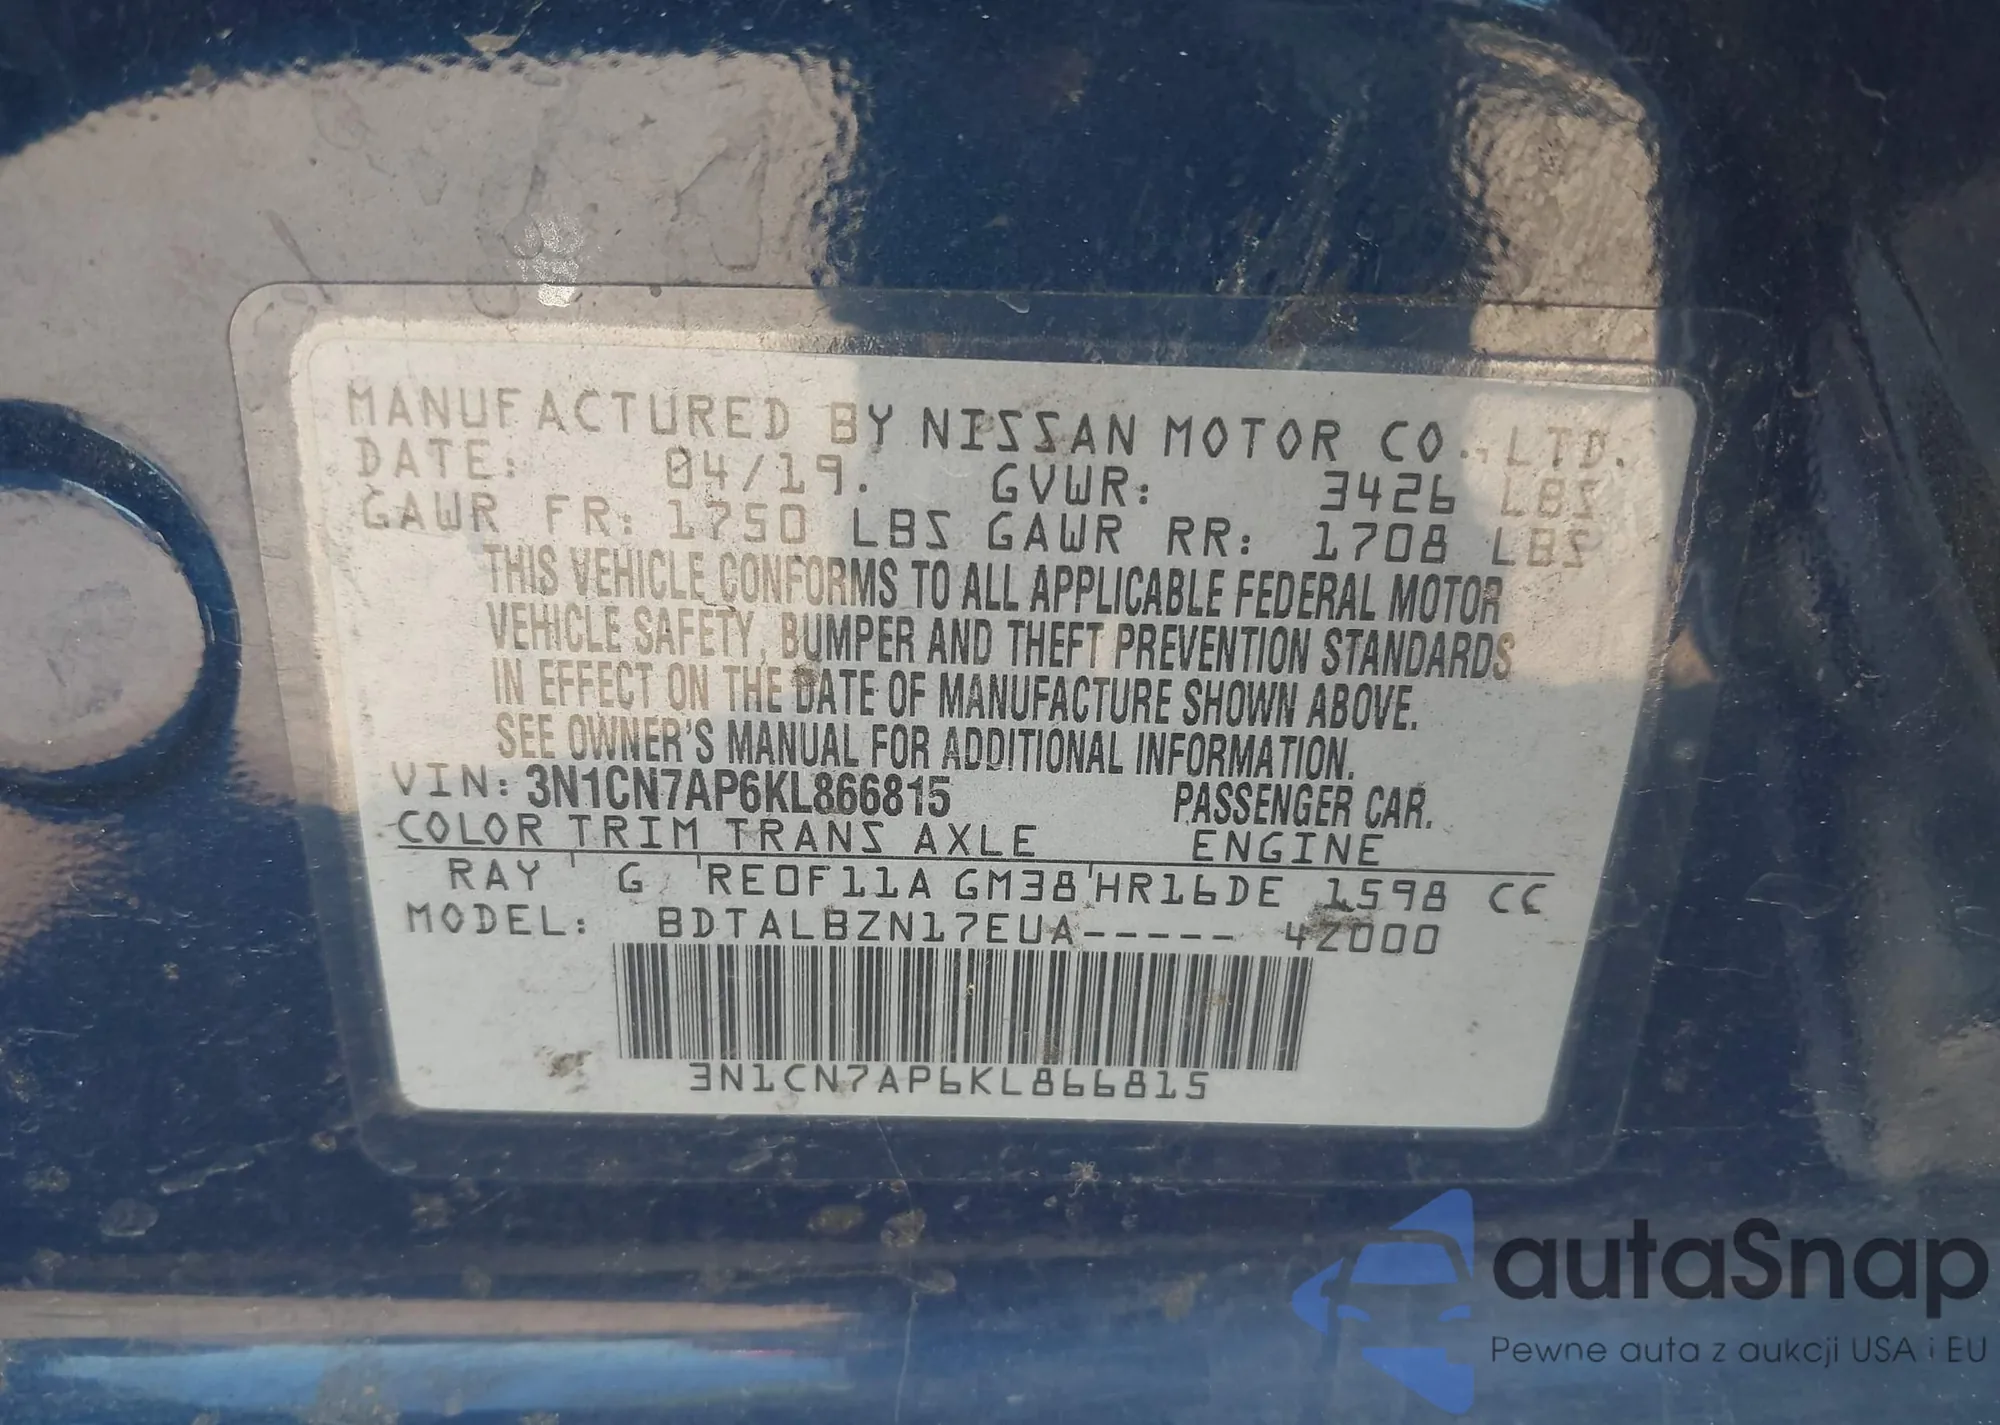 MANUFACTURED BY NISSAN MOTOR CO., LTD.
DATE: 04/19. GVWR: 3426 LBS
GAWR FR: 1750 LBS GAWR RR: 1708 LBS
THIS VEHICLE CONFORMS TO ALL APPLICABLE FEDERAL MOTOR
VEHICLE SAFETY, BUMPER AND THEFT PREVENTION STANDARDS
IN EFFECT ON THE DATE OF MANUFACTURE SHOWN ABOVE.
SEE OWNER'S MANUAL FOR ADDITIONAL INFORMATION.
VIN: 3N1CN7AP6KL866815 PASSENGER CAR.
COLOR TRIM TRANS AXLE ENGINE
RAY G RE0F11A GM38 HR16DE 1598 CC
MODEL: BDTALBZN17EUA----- 4Z000
3N1CN7AP6KL866815
autaSnap
Pewne auta z aukcji USA i EU